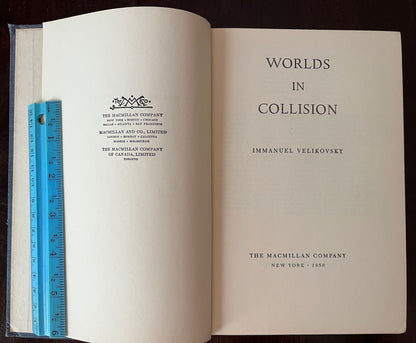 THE MACMILLAN COMPANY
NEW YORK • BOSTON • CHICAGO
DALLAS • ATLANTA • SAN FRANCISCO
MACMILLAN AND CO., LIMITED
LONDON • BOMBAY • CALCUTTA
MADRAS • MELBOURNE
THE MACMILLAN COMPANY
OF CANADA, LIMITED
TORONTO
WORLDS
IN
COLLISION
IMMANUEL VELIKOVSKY
THE MACMILLAN COMPANY
NEW YORK • 1950